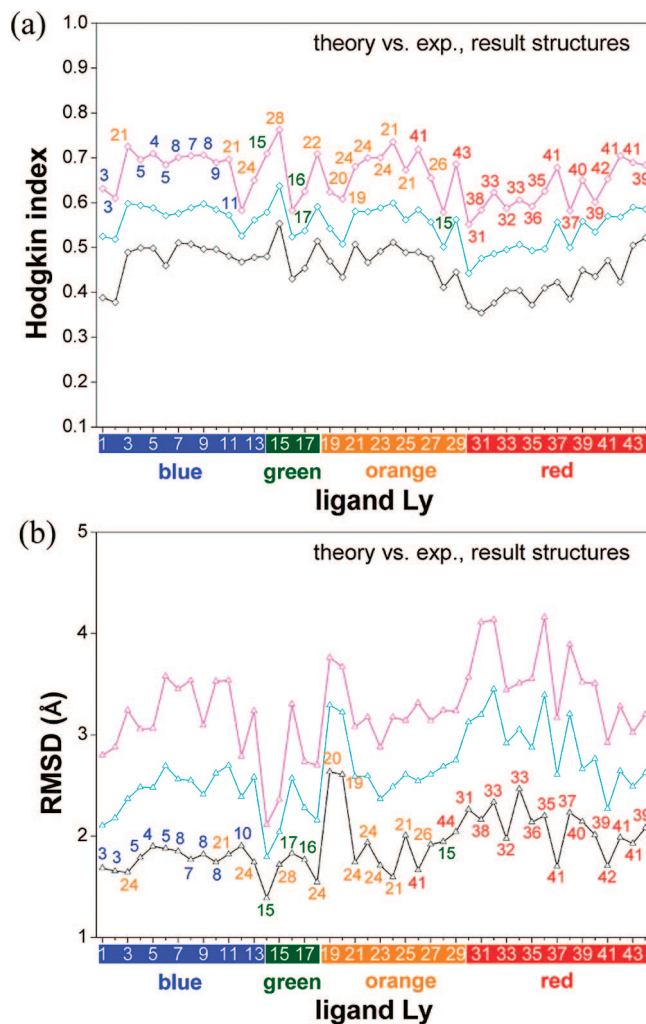 (a)
theory vs. exp., result structures
Hodgkin index
1.0
0.9
0.8
0.7
0.6
0.5
0.4
0.3
0.2
0.1
3 3 21 5 4 5 7 8 8 9 21 11 24 24 15 28 16 17 22 24 20 24 19 24 24 21 21 41 26 15 43 31 38 33 32 34 36 35 41 37 40 39 42 41 41 39
1 3 5 7 9 11 13 15 17 19 21 23 25 27 29 31 33 35 37 39 41 43
blue green orange red
ligand Ly
(b)
theory vs. exp., result structures
RMSD (Å)
5
4
3
2
1
3 3 24 5 4 5 8 7 8 8 21 10 24 15 28 17 16 24 20 19 24 24 24 21 21 41 26 44 15 31 38 33 32 33 36 35 41 37 40 39 42 41 41 39
1 3 5 7 9 11 13 15 17 19 21 23 25 27 29 31 33 35 37 39 41 43
blue green orange red
ligand Ly